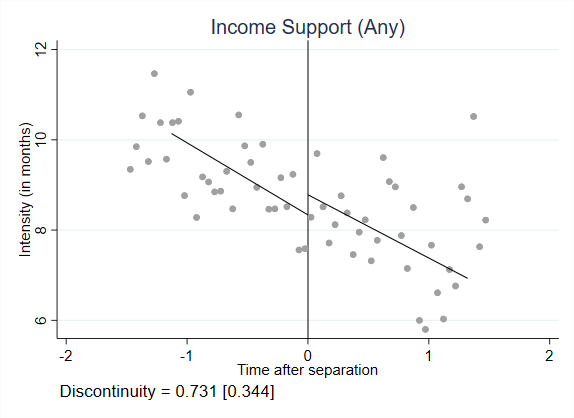 Income Support (Any)
Intensity (in months)
12
10
8
6
-2
-1
0
1
2
Time after separation
Discontinuity = 0.731 [0.344]